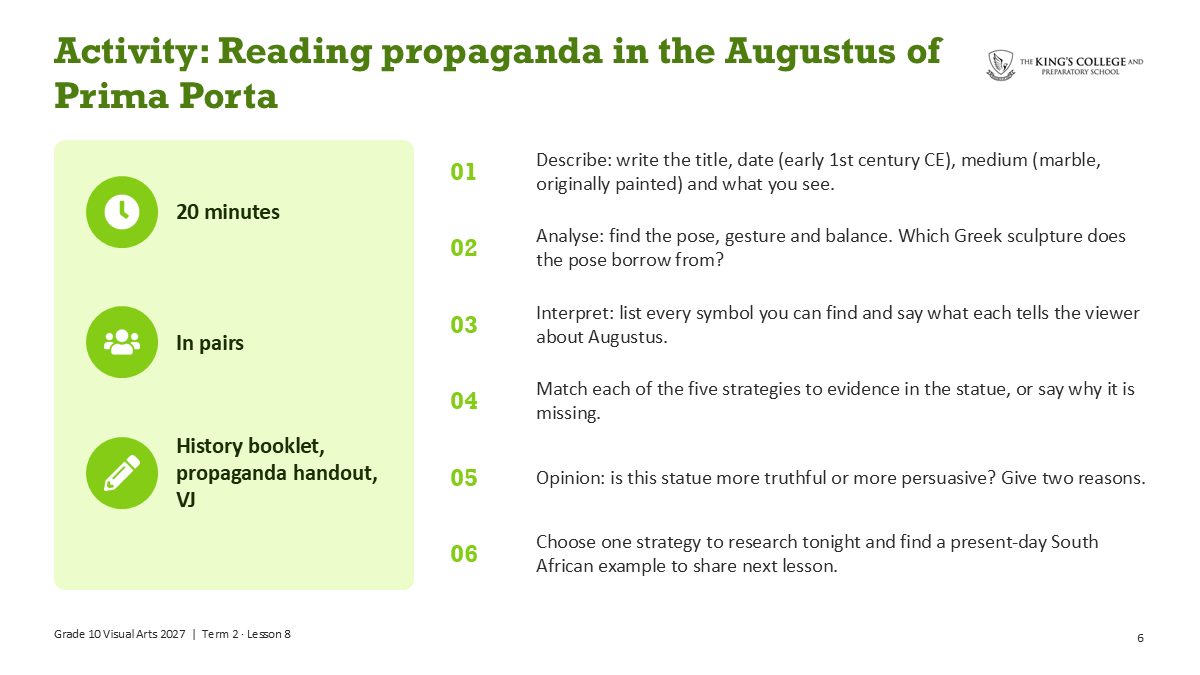 Activity: Reading propaganda in the Augustus of
Prima Porta
THE KING'S COLLEGE AND
PREPARATORY SCHOOL
20 minutes
In pairs
History booklet,
propaganda handout,
VJ
01
Describe: write the title, date (early 1st century CE), medium (marble,
originally painted) and what you see.
02
Analyse: find the pose, gesture and balance. Which Greek sculpture does
the pose borrow from?
03
Interpret: list every symbol you can find and say what each tells the viewer
about Augustus.
04
Match each of the five strategies to evidence in the statue, or say why it is
missing.
05
Opinion: is this statue more truthful or more persuasive? Give two reasons.
06
Choose one strategy to research tonight and find a present-day South
African example to share next lesson.
Grade 10 Visual Arts 2027 | Term 2 · Lesson 8
6